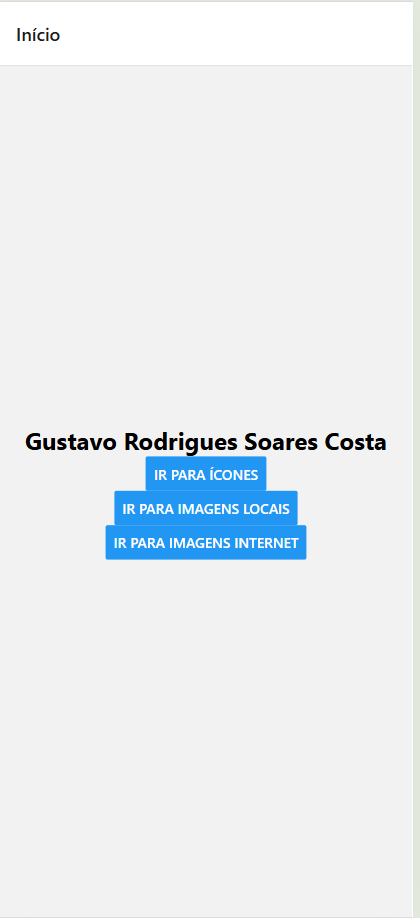 Início
Gustavo Rodrigues Soares Costa
IR PARA ÍCONES
IR PARA IMAGENS LOCAIS
IR PARA IMAGENS INTERNET